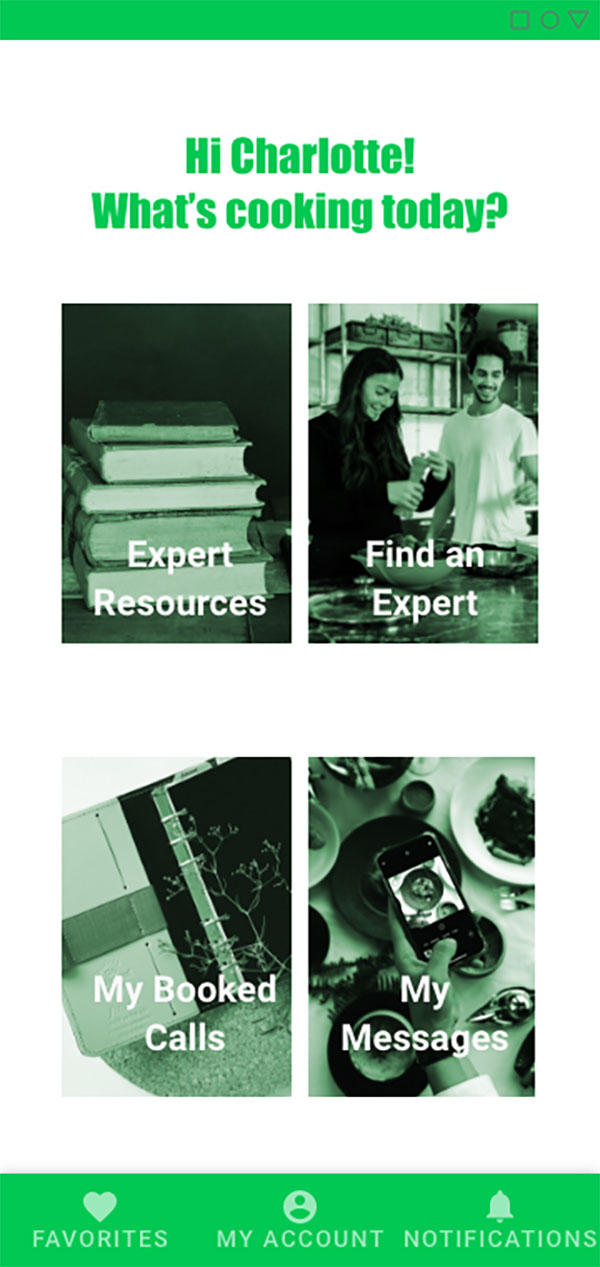 Hi Charlotte!
What's cooking today?
Expert
Resources
Find an
Expert
My Booked
Calls
My
Messages
FAVORITES
MY ACCOUNT
NOTIFICATIONS